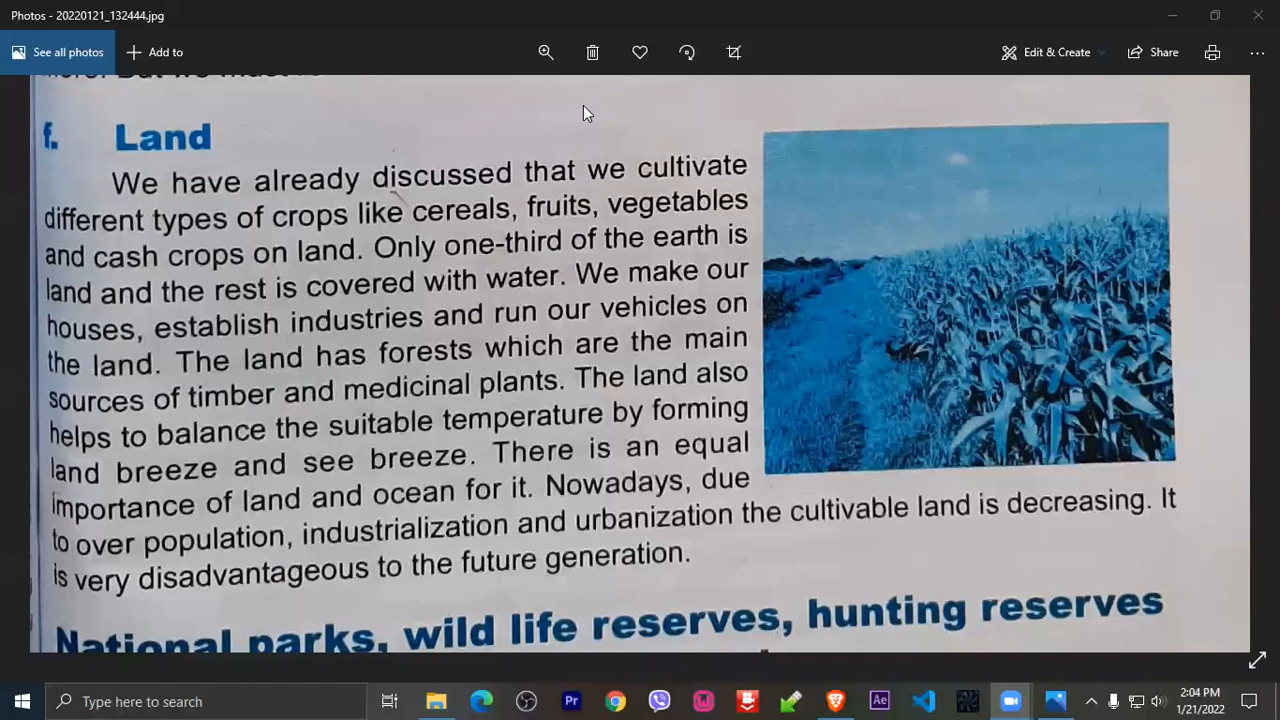 Photos - 20220121_132444.jpg
See all photos
Add to
Edit & Create
Share
f. Land
We have already discussed that we cultivate
different types of crops like cereals, fruits, vegetables
and cash crops on land. Only one-third of the earth is
land and the rest is covered with water. We make our
houses, establish industries and run our vehicles on
the land. The land has forests which are the main
sources of timber and medicinal plants. The land also
helps to balance the suitable temperature by forming
land breeze and see breeze. There is an equal
importance of land and ocean for it. Nowadays, due
to over population, industrialization and urbanization the cultivable land is decreasing. It
is very disadvantageous to the future generation.
National parks, wild life reserves, hunting reserves
Type here to search
Pr
Ae
2:04 PM
1/21/2022